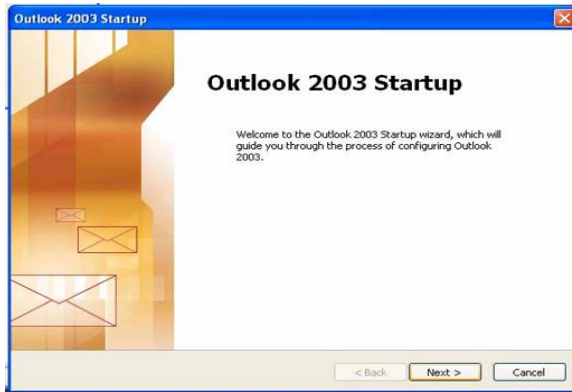 Outlook 2003 Startup
Outlook 2003 Startup
Welcome to the Outlook 2003 Startup wizard, which will
guide you through the process of configuring Outlook
2003.
< Back Next > Cancel